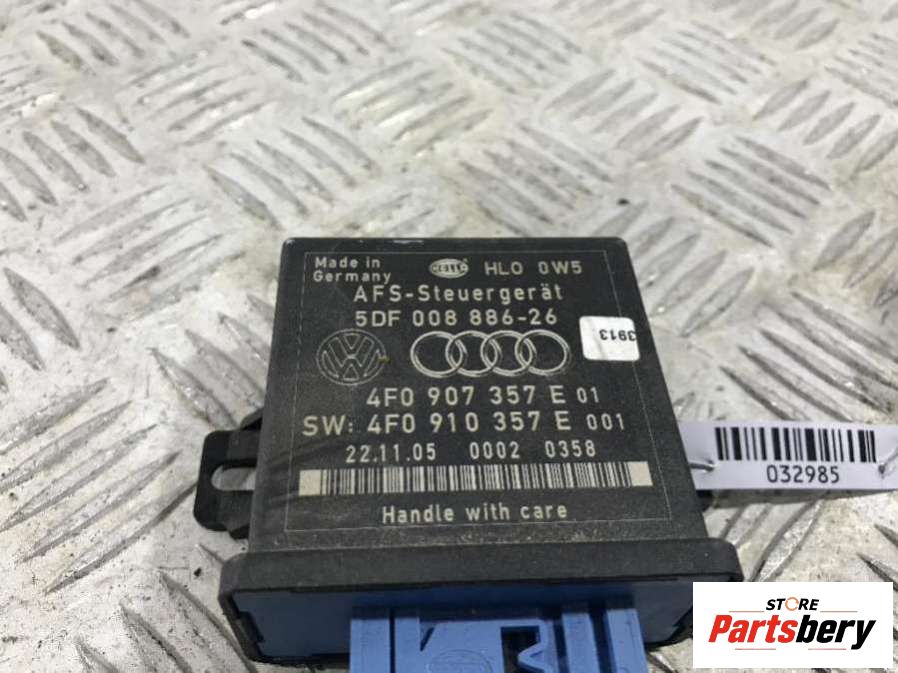 Made in
Germany
HELLA
HLO 0W5
AFS-Steuergerät
5DF 008 886-26
3913
VW
4F0 907 357 E 01
SW: 4F0 910 357 E 001
22.11.05 0002 0358
Handle with care
032985
STORE
Partsbery